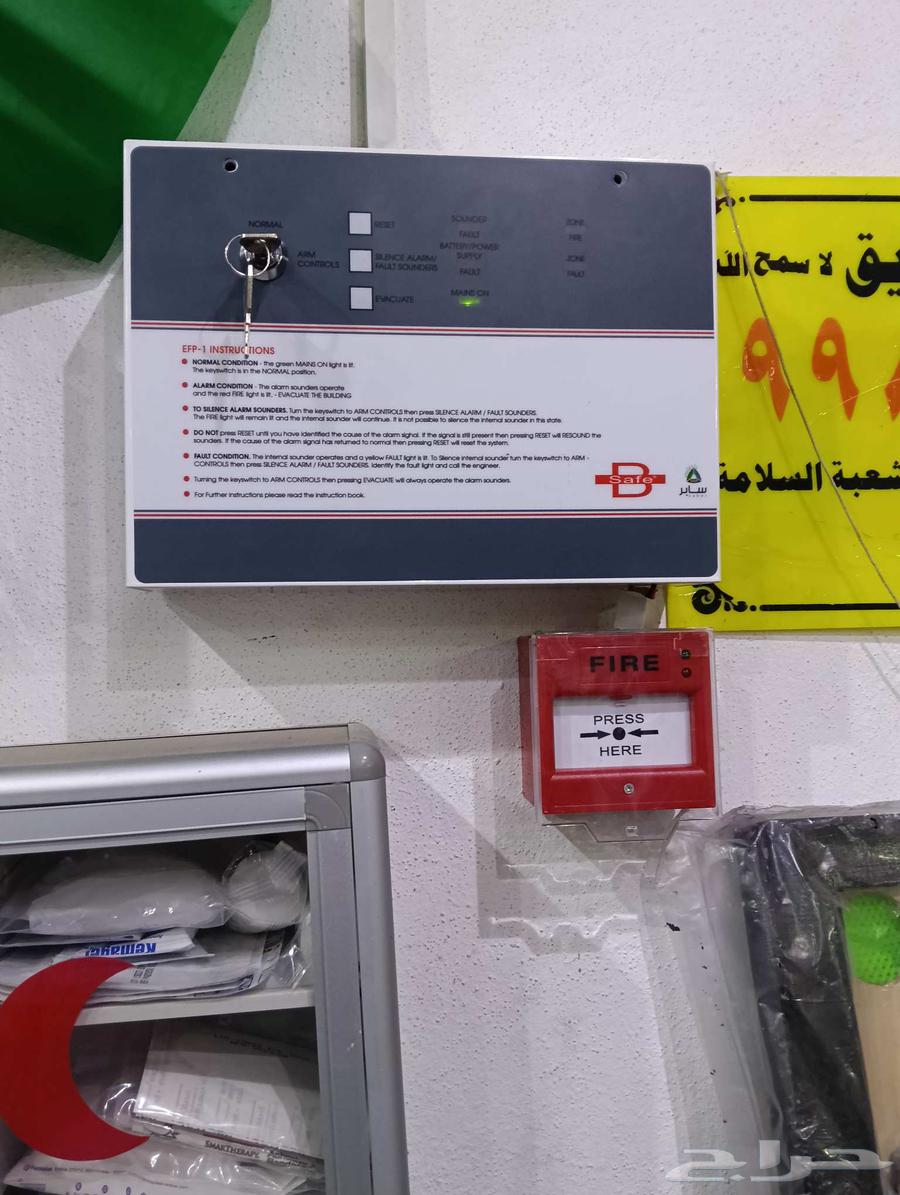 NORMAL
ARM
CONTROLS
RESET
SILENCE ALARM/
FAULT SOUNDERS
EVACUATE
SOUNDER
FAULT
BATTERY/POWER
SUPPLY
FAULT
MAINS ON
ZONE
FIRE
ZONE
FAULT
EFP-1 INSTRUCTIONS
NORMAL CONDITION - the green MAINS ON light is lit.
The keyswitch is in the NORMAL position.
ALARM CONDITION - The alarm sounders operate
and the red FIRE light is lit. - EVACUATE THE BUILDING
TO SILENCE ALARM SOUNDERS. Turn the keyswitch to ARM CONTROLS then press SILENCE ALARM / FAULT SOUNDERS.
The FIRE light will remain lit and the internal sounder will continue. It is not possible to silence the internal sounder in this state.
DO NOT press RESET until you have identified the cause of the alarm signal. If the signal is still present then pressing RESET will RESOUND the
sounders. If the cause of the alarm signal has returned to normal then pressing RESET will reset the system.
FAULT CONDITION. The internal sounder operates and a yellow FAULT light is lit. To Silence internal sounder turn the keyswitch to ARM -
CONTROLS then press SILENCE ALARM / FAULT SOUNDERS. Identify the fault light and call the engineer.
Turning the keyswitch to ARM CONTROLS then pressing EVACUATE will always operate the alarm sounders.
For Further instructions please read the instruction book.
B
Safe
سابر
saber
يق لا سمح الله
٩٩٨
شعبة السلامة
FIRE
PRESS
HERE
Kemaget
SMARTHERAPY
حراج